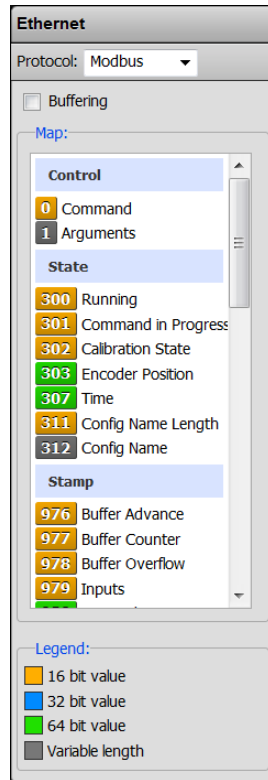 Ethernet
Protocol: Modbus
Buffering
Map:
Control
0 Command
1 Arguments
State
300 Running
301 Command in Progress
302 Calibration State
303 Encoder Position
307 Time
311 Config Name Length
312 Config Name
Stamp
976 Buffer Advance
977 Buffer Counter
978 Buffer Overflow
979 Inputs
Legend:
16 bit value
32 bit value
64 bit value
Variable length